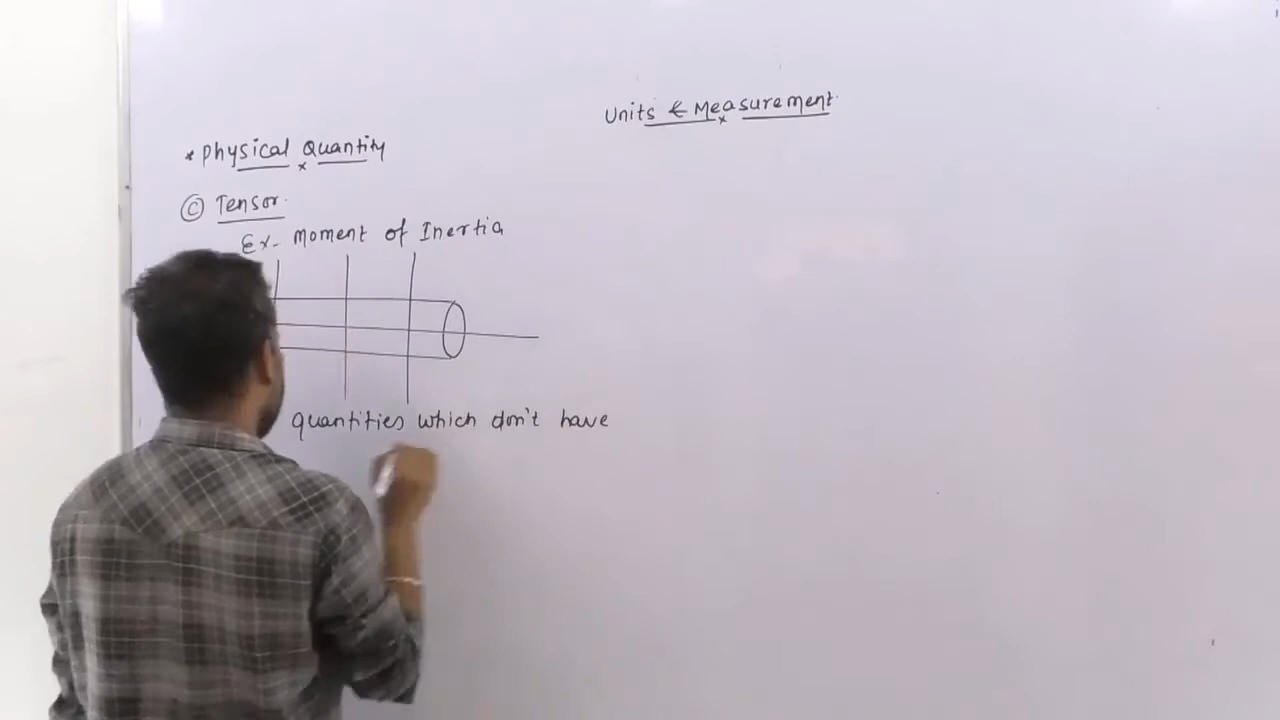 Units & Measurement
* Physical Quantity
x
© Tensor
Ex- Moment of Inertia
quantities which don't have